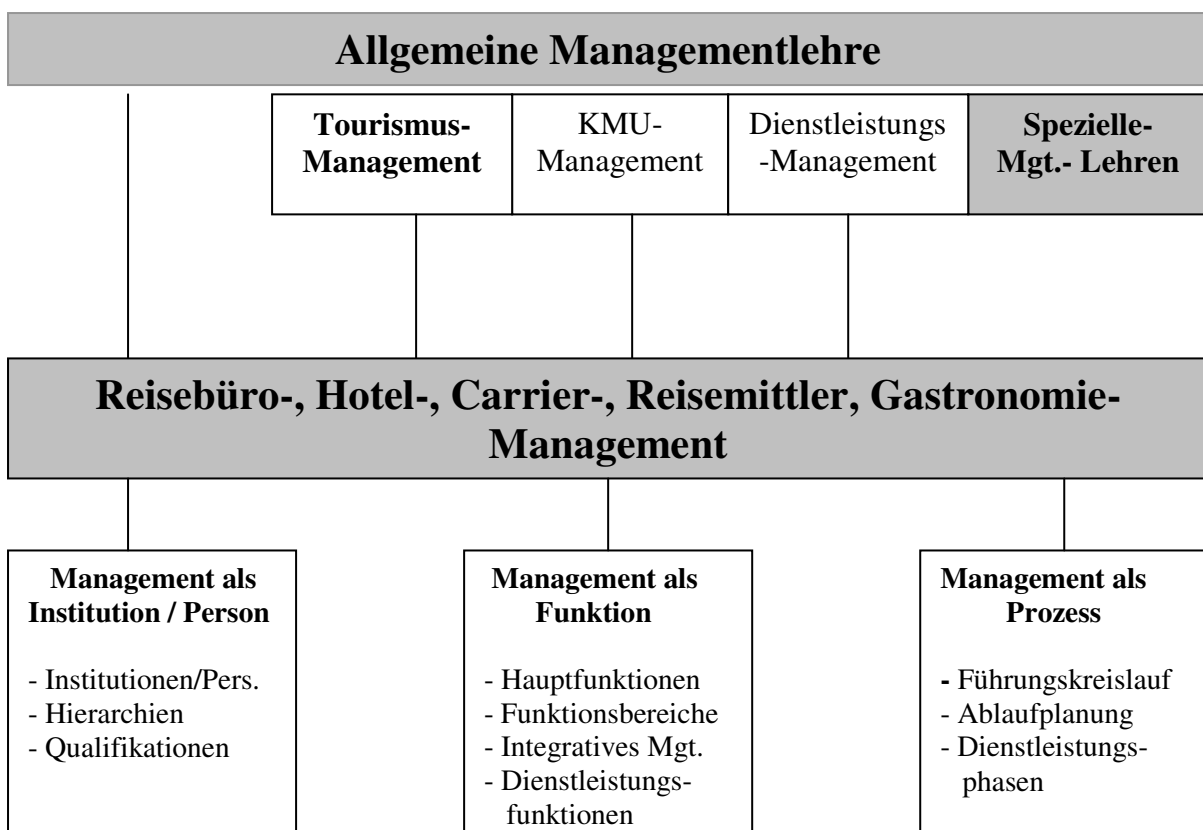 Allgemeine Managementlehre
Tourismus-
Management
KMU-
Management
Dienstleistungs
-Management
Spezielle-
Mgt.- Lehren
Reisebüro-, Hotel-, Carrier-, Reisemittler, Gastronomie-
Management
Management als
Institution / Person
- Institutionen/Pers.
- Hierarchien
- Qualifikationen
Management als
Funktion
- Hauptfunktionen
- Funktionsbereiche
- Integratives Mgt.
- Dienstleistungs-
funktionen
Management als
Prozess
- Führungskreislauf
- Ablaufplanung
- Dienstleistungs-
phasen